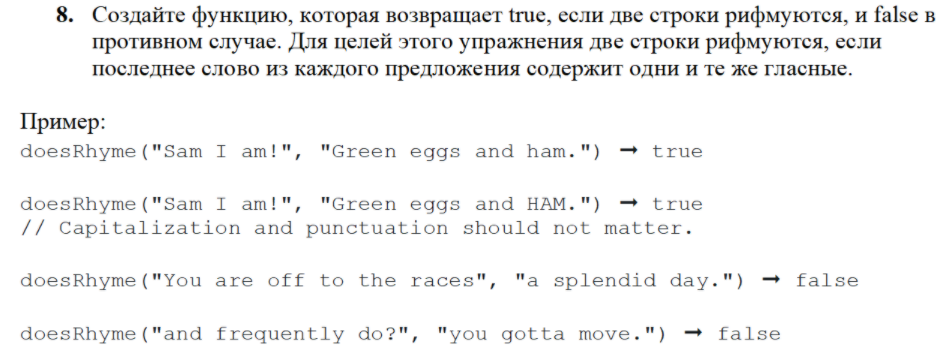 8. Создайте функцию, которая возвращает true, если две строки рифмуются, и false в
противном случае. Для целей этого упражнения две строки рифмуются, если
последнее слово из каждого предложения содержит одни и те же гласные.
Пример:
doesRhyme("Sam I am!", "Green eggs and ham.") ➞ true
doesRhyme("Sam I am!", "Green eggs and HAM.") ➞ true
// Capitalization and punctuation should not matter.
doesRhyme("You are off to the races", "a splendid day.") ➞ false
doesRhyme("and frequently do?", "you gotta move.") ➞ false